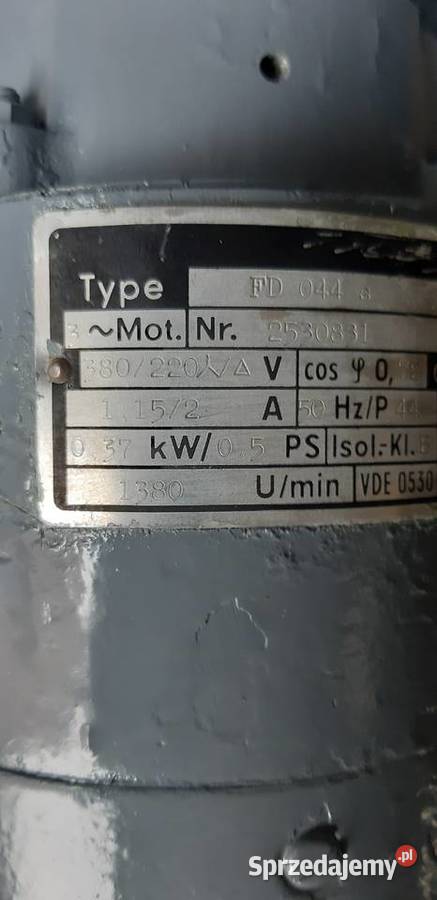 Type FD 044 a
3 ~Mot. Nr. 2530831
380/220 ⅄/Δ V cos φ 0,
1,15/2 A 50 Hz/P 44
0,37 kW/0,5 PS Isol.-Kl.
1380 U/min VDE 0530
Sprzedajemy.pl